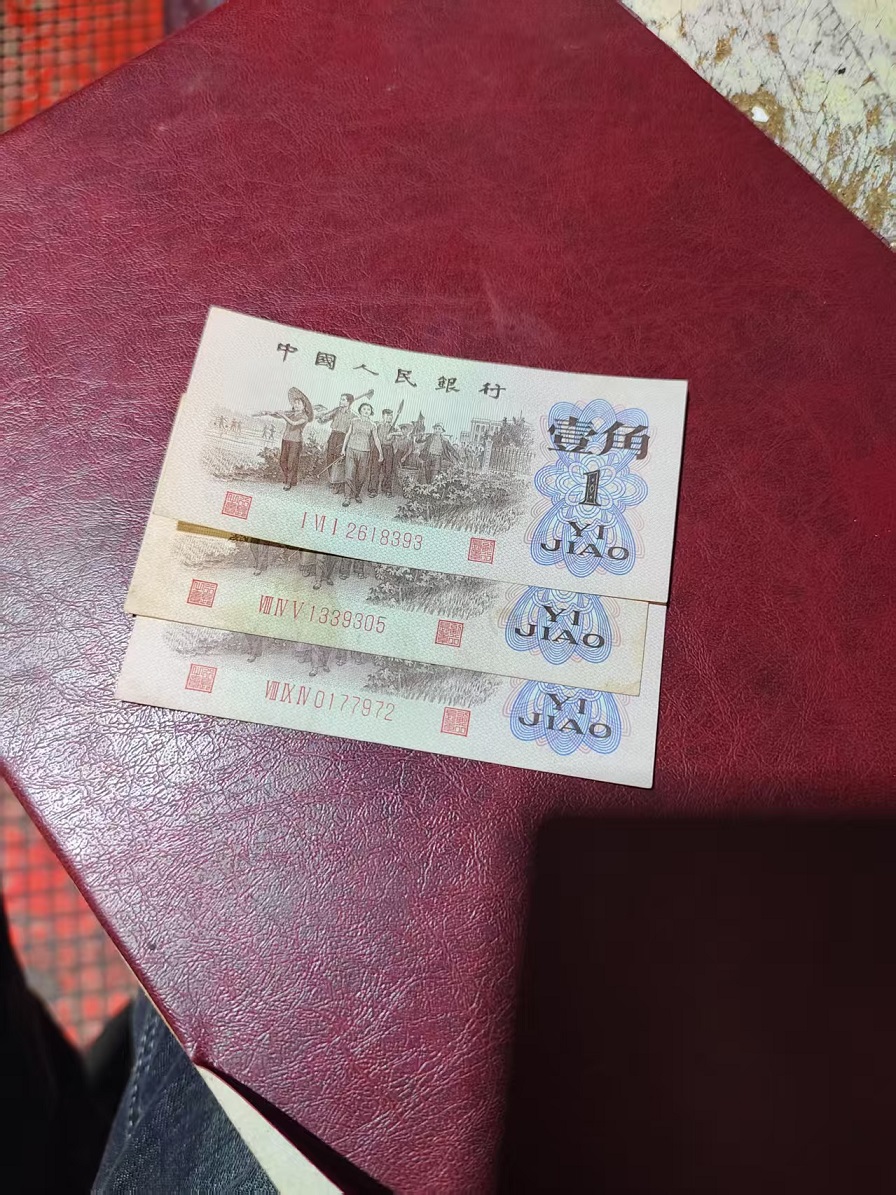 中國人民銀行
壹角
1
YI
JIAO
I VI I 2618393
YI
JIAO
VIII IV V 1339305
YI
JIAO
VIII IX IV 0177972